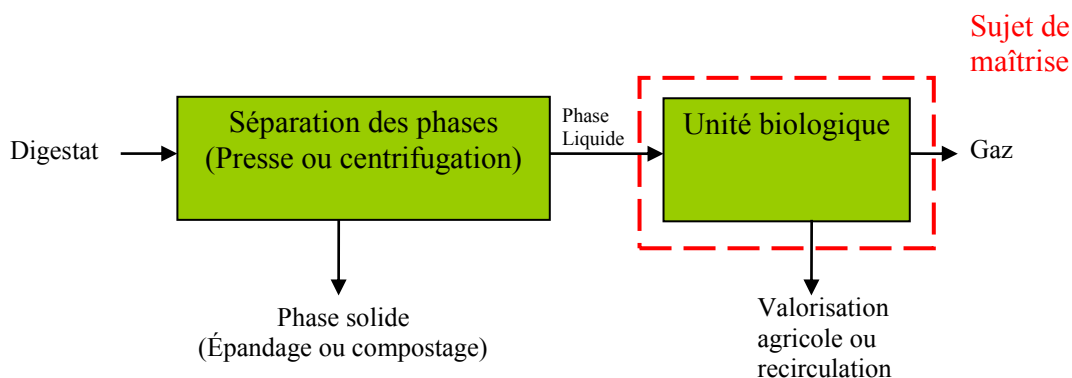 Sujet de
maîtrise
Séparation des phases
(Presse ou centrifugation)
Phase
Liquide
Unité biologique
Digestat
Gaz
Phase solide
(Épandage ou compostage)
Valorisation
agricole ou
recirculation